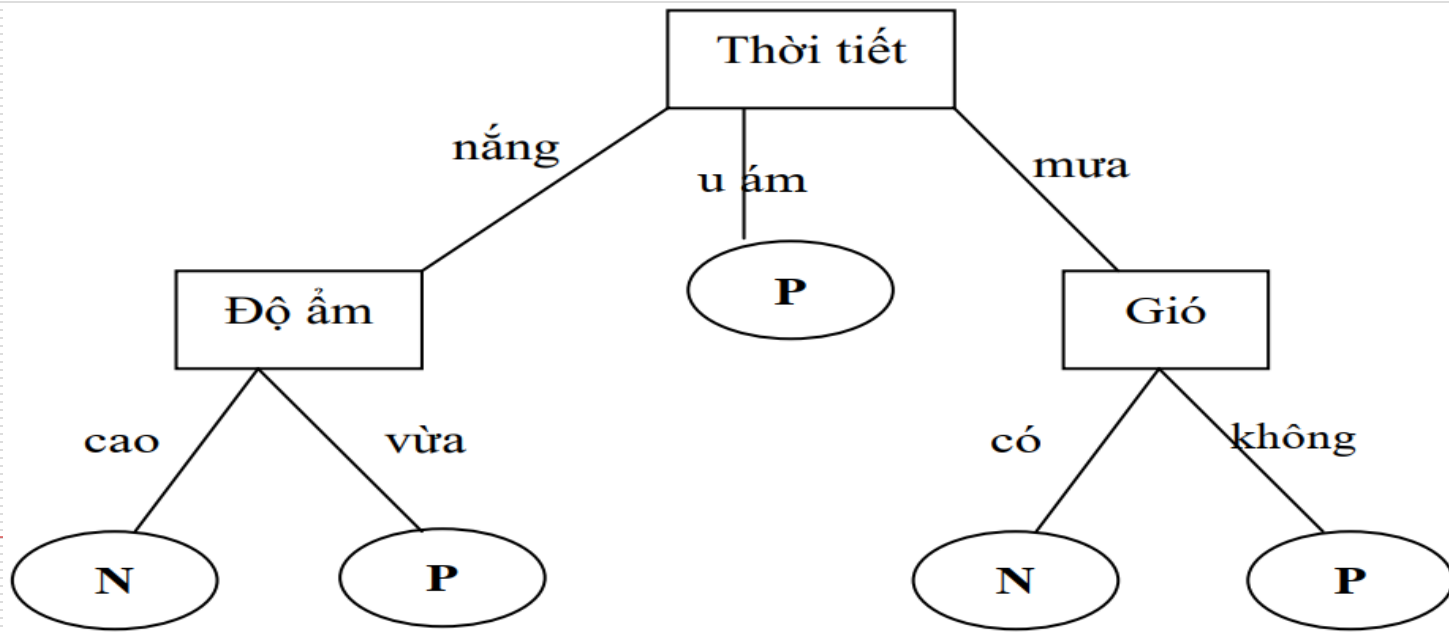 Thời tiết
nắng
u ám
mưa
Độ ẩm
P
Gió
cao
vừa
có
không
N
P
N
P